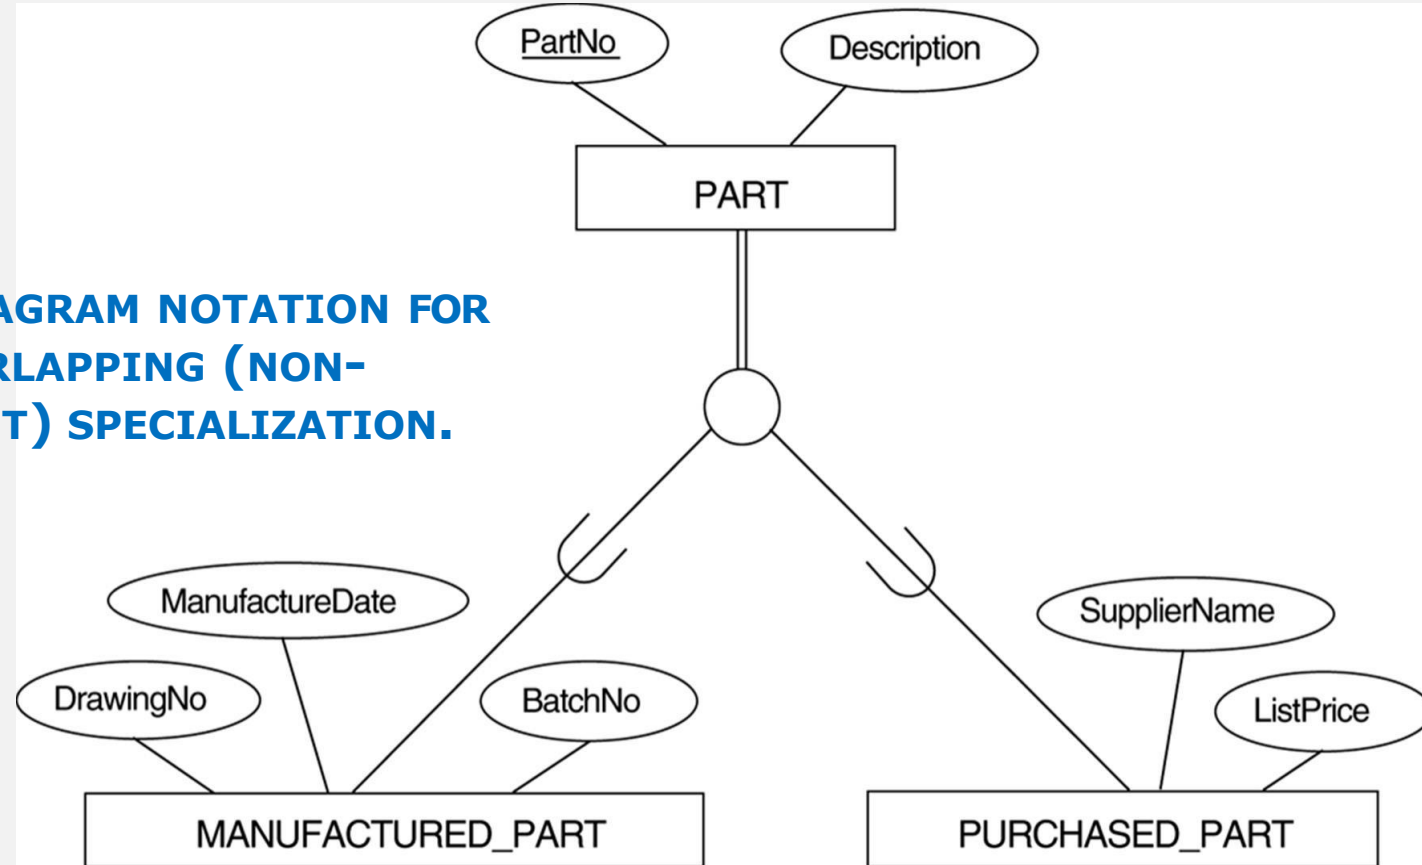 PartNo
Description
PART
AGRAM NOTATION FOR
RLAPPING (NON-
T) SPECIALIZATION.
ManufactureDate
SupplierName
DrawingNo
BatchNo
ListPrice
MANUFACTURED_PART
PURCHASED_PART